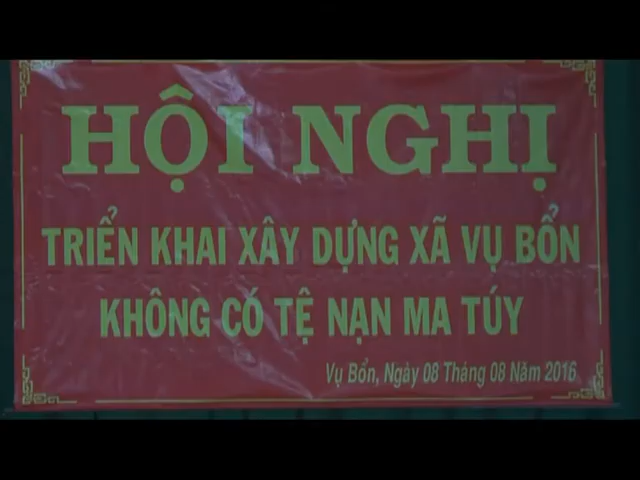 HỘI NGHỊ
TRIỂN KHAI XÂY DỰNG XÃ VỤ BỔN
KHÔNG CÓ TỆ NẠN MA TÚY
Vụ Bổn, Ngày 08 Tháng 08 Năm 2016